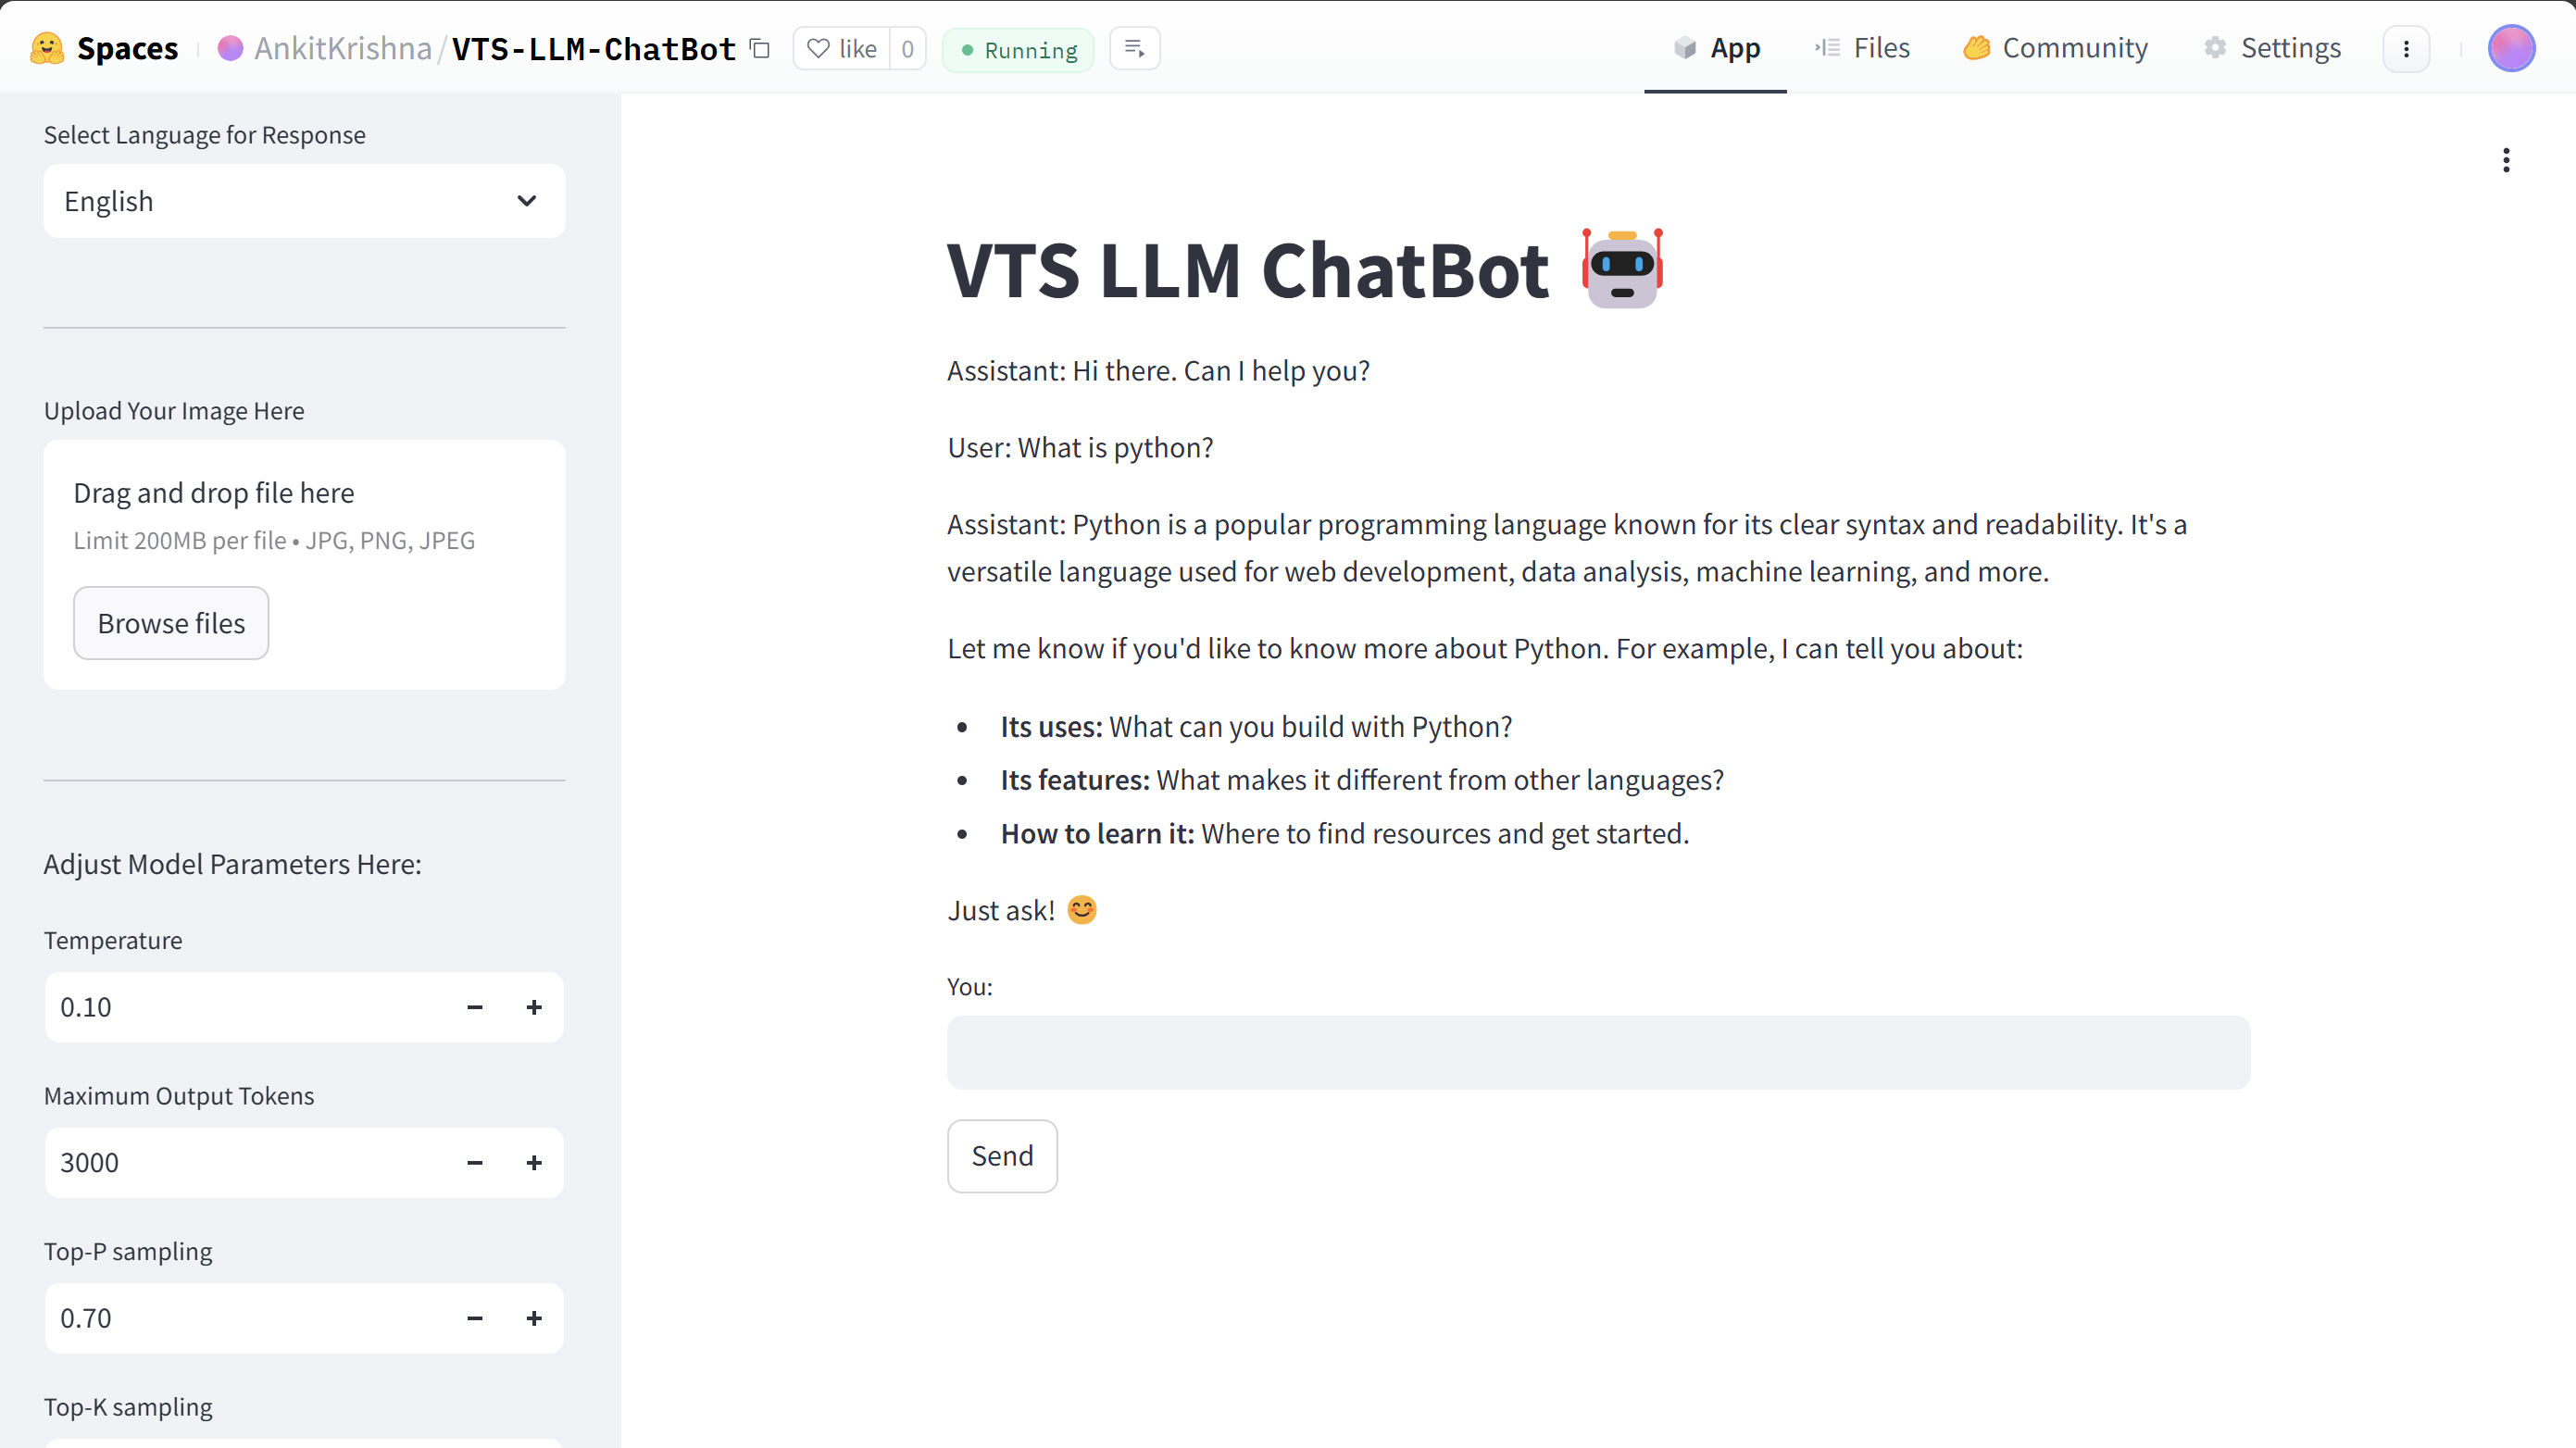 Spaces
AnkitKrishna/VTS-LLM-ChatBot
like 0
Running
App
Files
Community
Settings
Select Language for Response
English
Upload Your Image Here
Drag and drop file here
Limit 200MB per file • JPG, PNG, JPEG
Browse files
Adjust Model Parameters Here:
Temperature
0.10
Maximum Output Tokens
3000
Top-P sampling
0.70
Top-K sampling
VTS LLM ChatBot
Assistant: Hi there. Can I help you?
User: What is python?
Assistant: Python is a popular programming language known for its clear syntax and readability. It's a
versatile language used for web development, data analysis, machine learning, and more.
Let me know if you'd like to know more about Python. For example, I can tell you about:
• Its uses: What can you build with Python?
• Its features: What makes it different from other languages?
• How to learn it: Where to find resources and get started.
Just ask! 😊
You:
Send